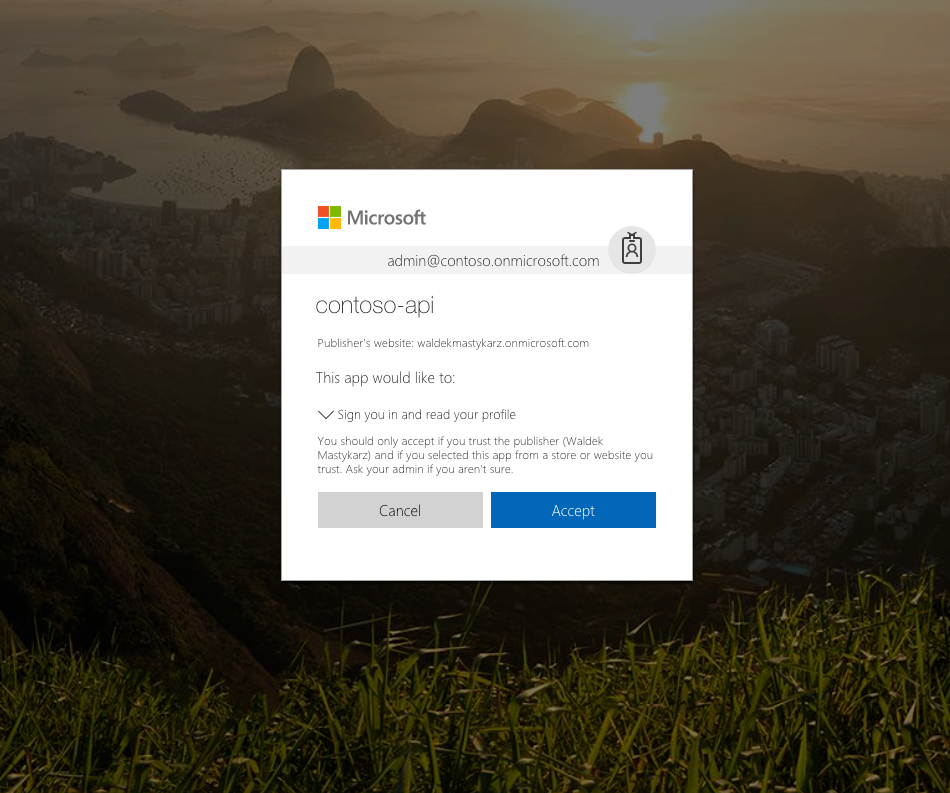 Microsoft
admin@contoso.onmicrosoft.com
contoso-api
Publisher's website: waldekmastykarz.onmicrosoft.com
This app would like to:
Sign you in and read your profile
You should only accept if you trust the publisher (Waldek
Mastykarz) and if you selected this app from a store or website you
trust. Ask your admin if you aren't sure.
Cancel
Accept